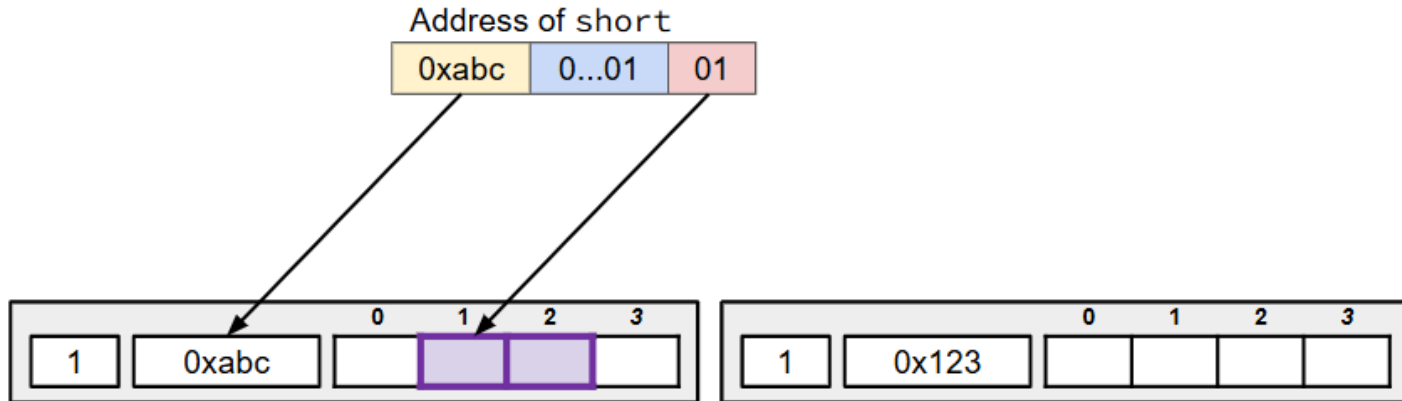 Address of short
0xabc 0...01 01
0 1 2 3 0 1 2 3
1 0xabc 1 0x123